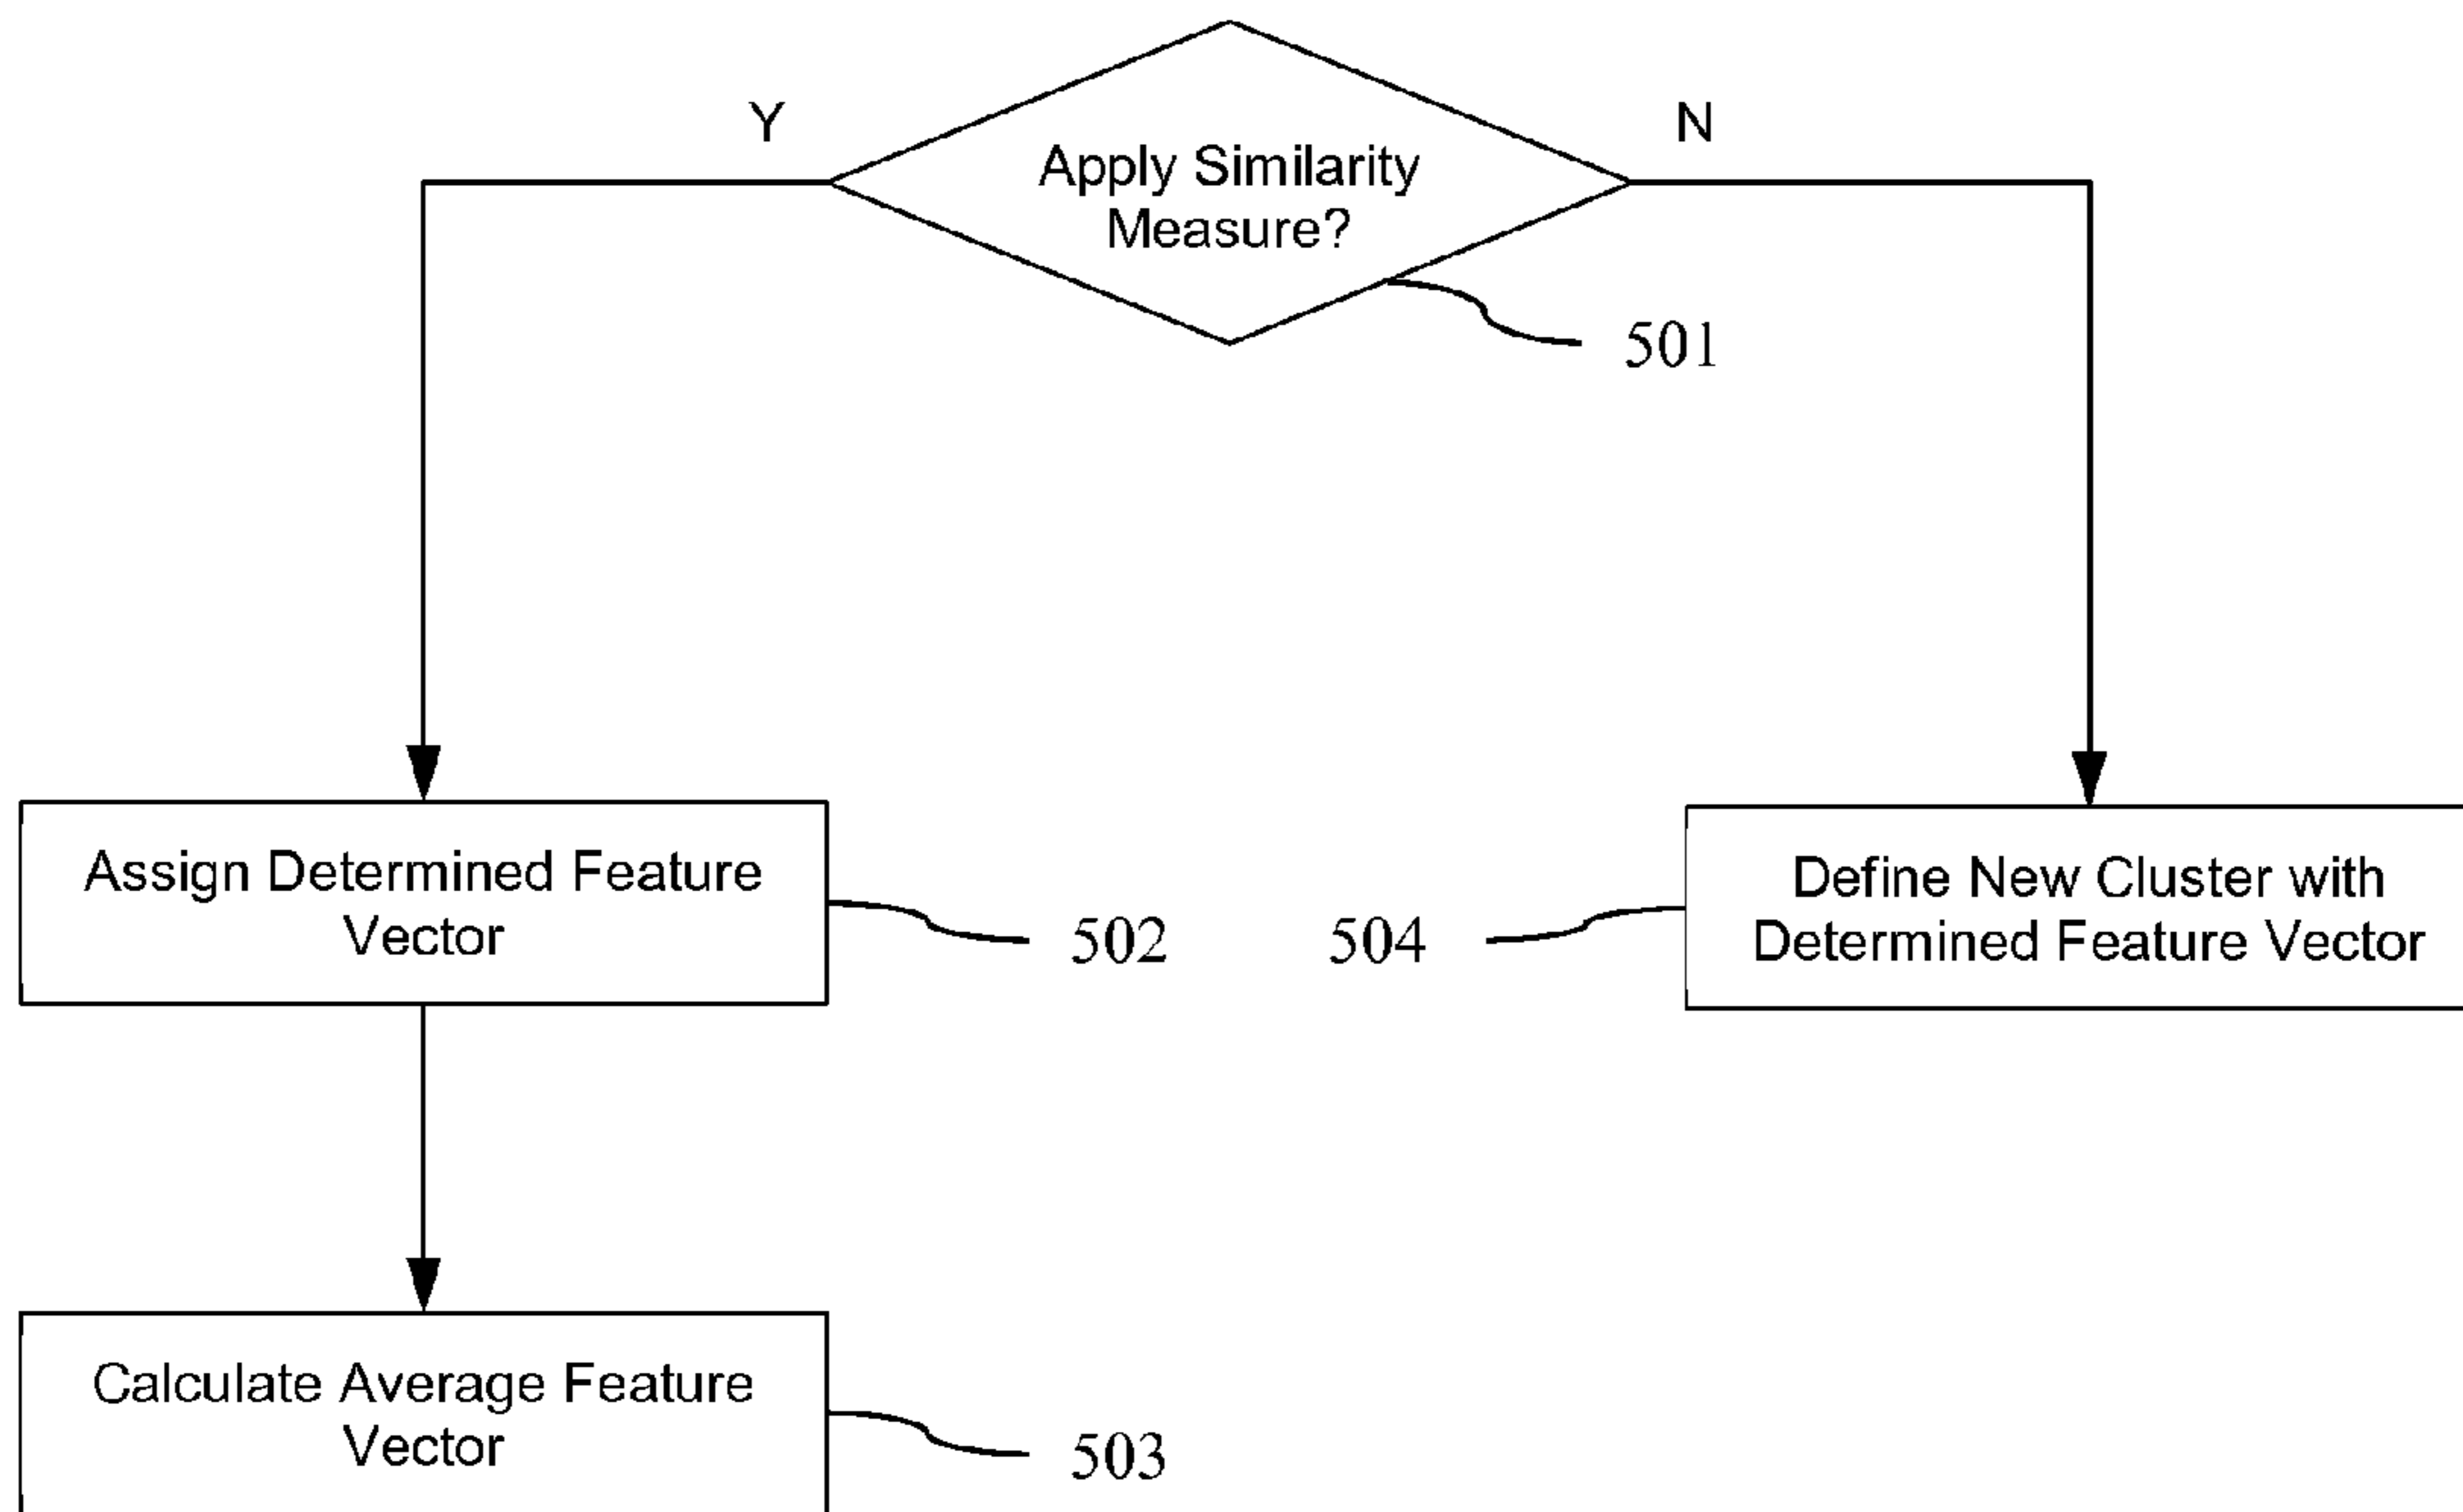 Y
N
Apply Similarity
Measure?
501
Assign Determined Feature
Vector
502
504
Define New Cluster with
Determined Feature Vector
Calculate Average Feature
Vector
503